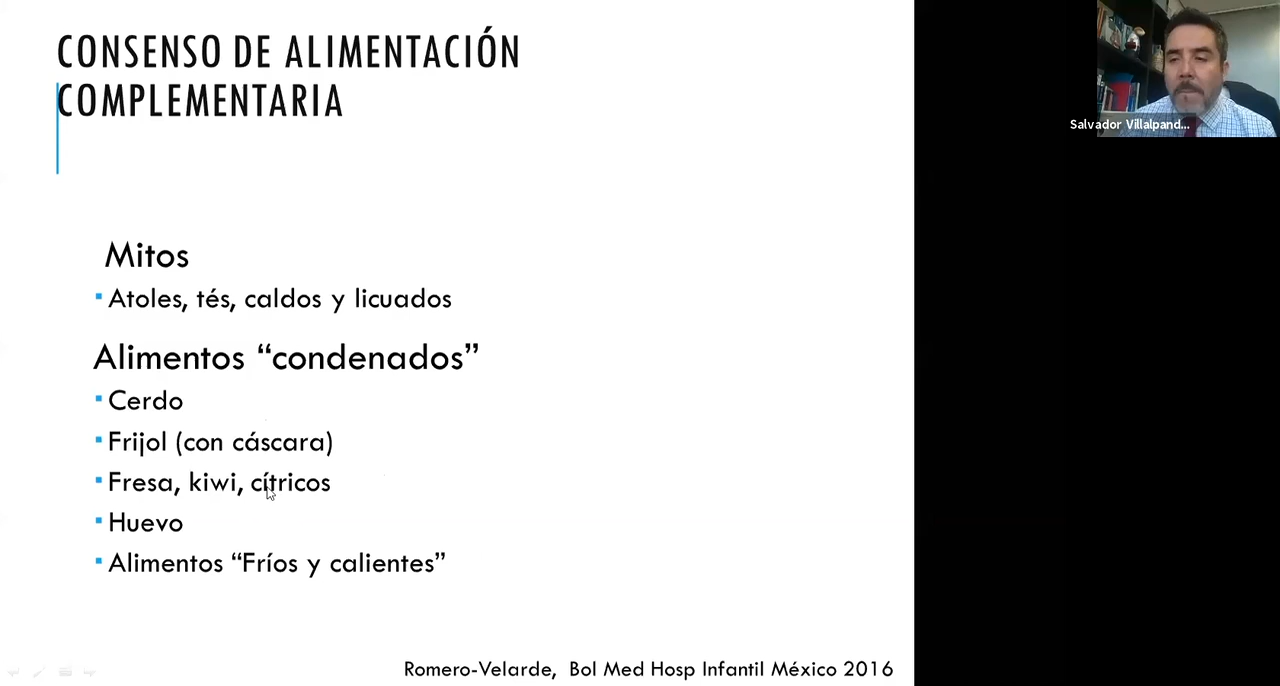 CONSENSO DE ALIMENTACIÓN
COMPLEMENTARIA
Salvador Villalpand...
Mitos
Atoles, tés, caldos y licuados
Alimentos “condenados”
Cerdo
Frijol (con cáscara)
Fresa, kiwi, cítricos
Huevo
Alimentos “Fríos y calientes”
Romero-Velarde, Bol Med Hosp Infantil México 2016